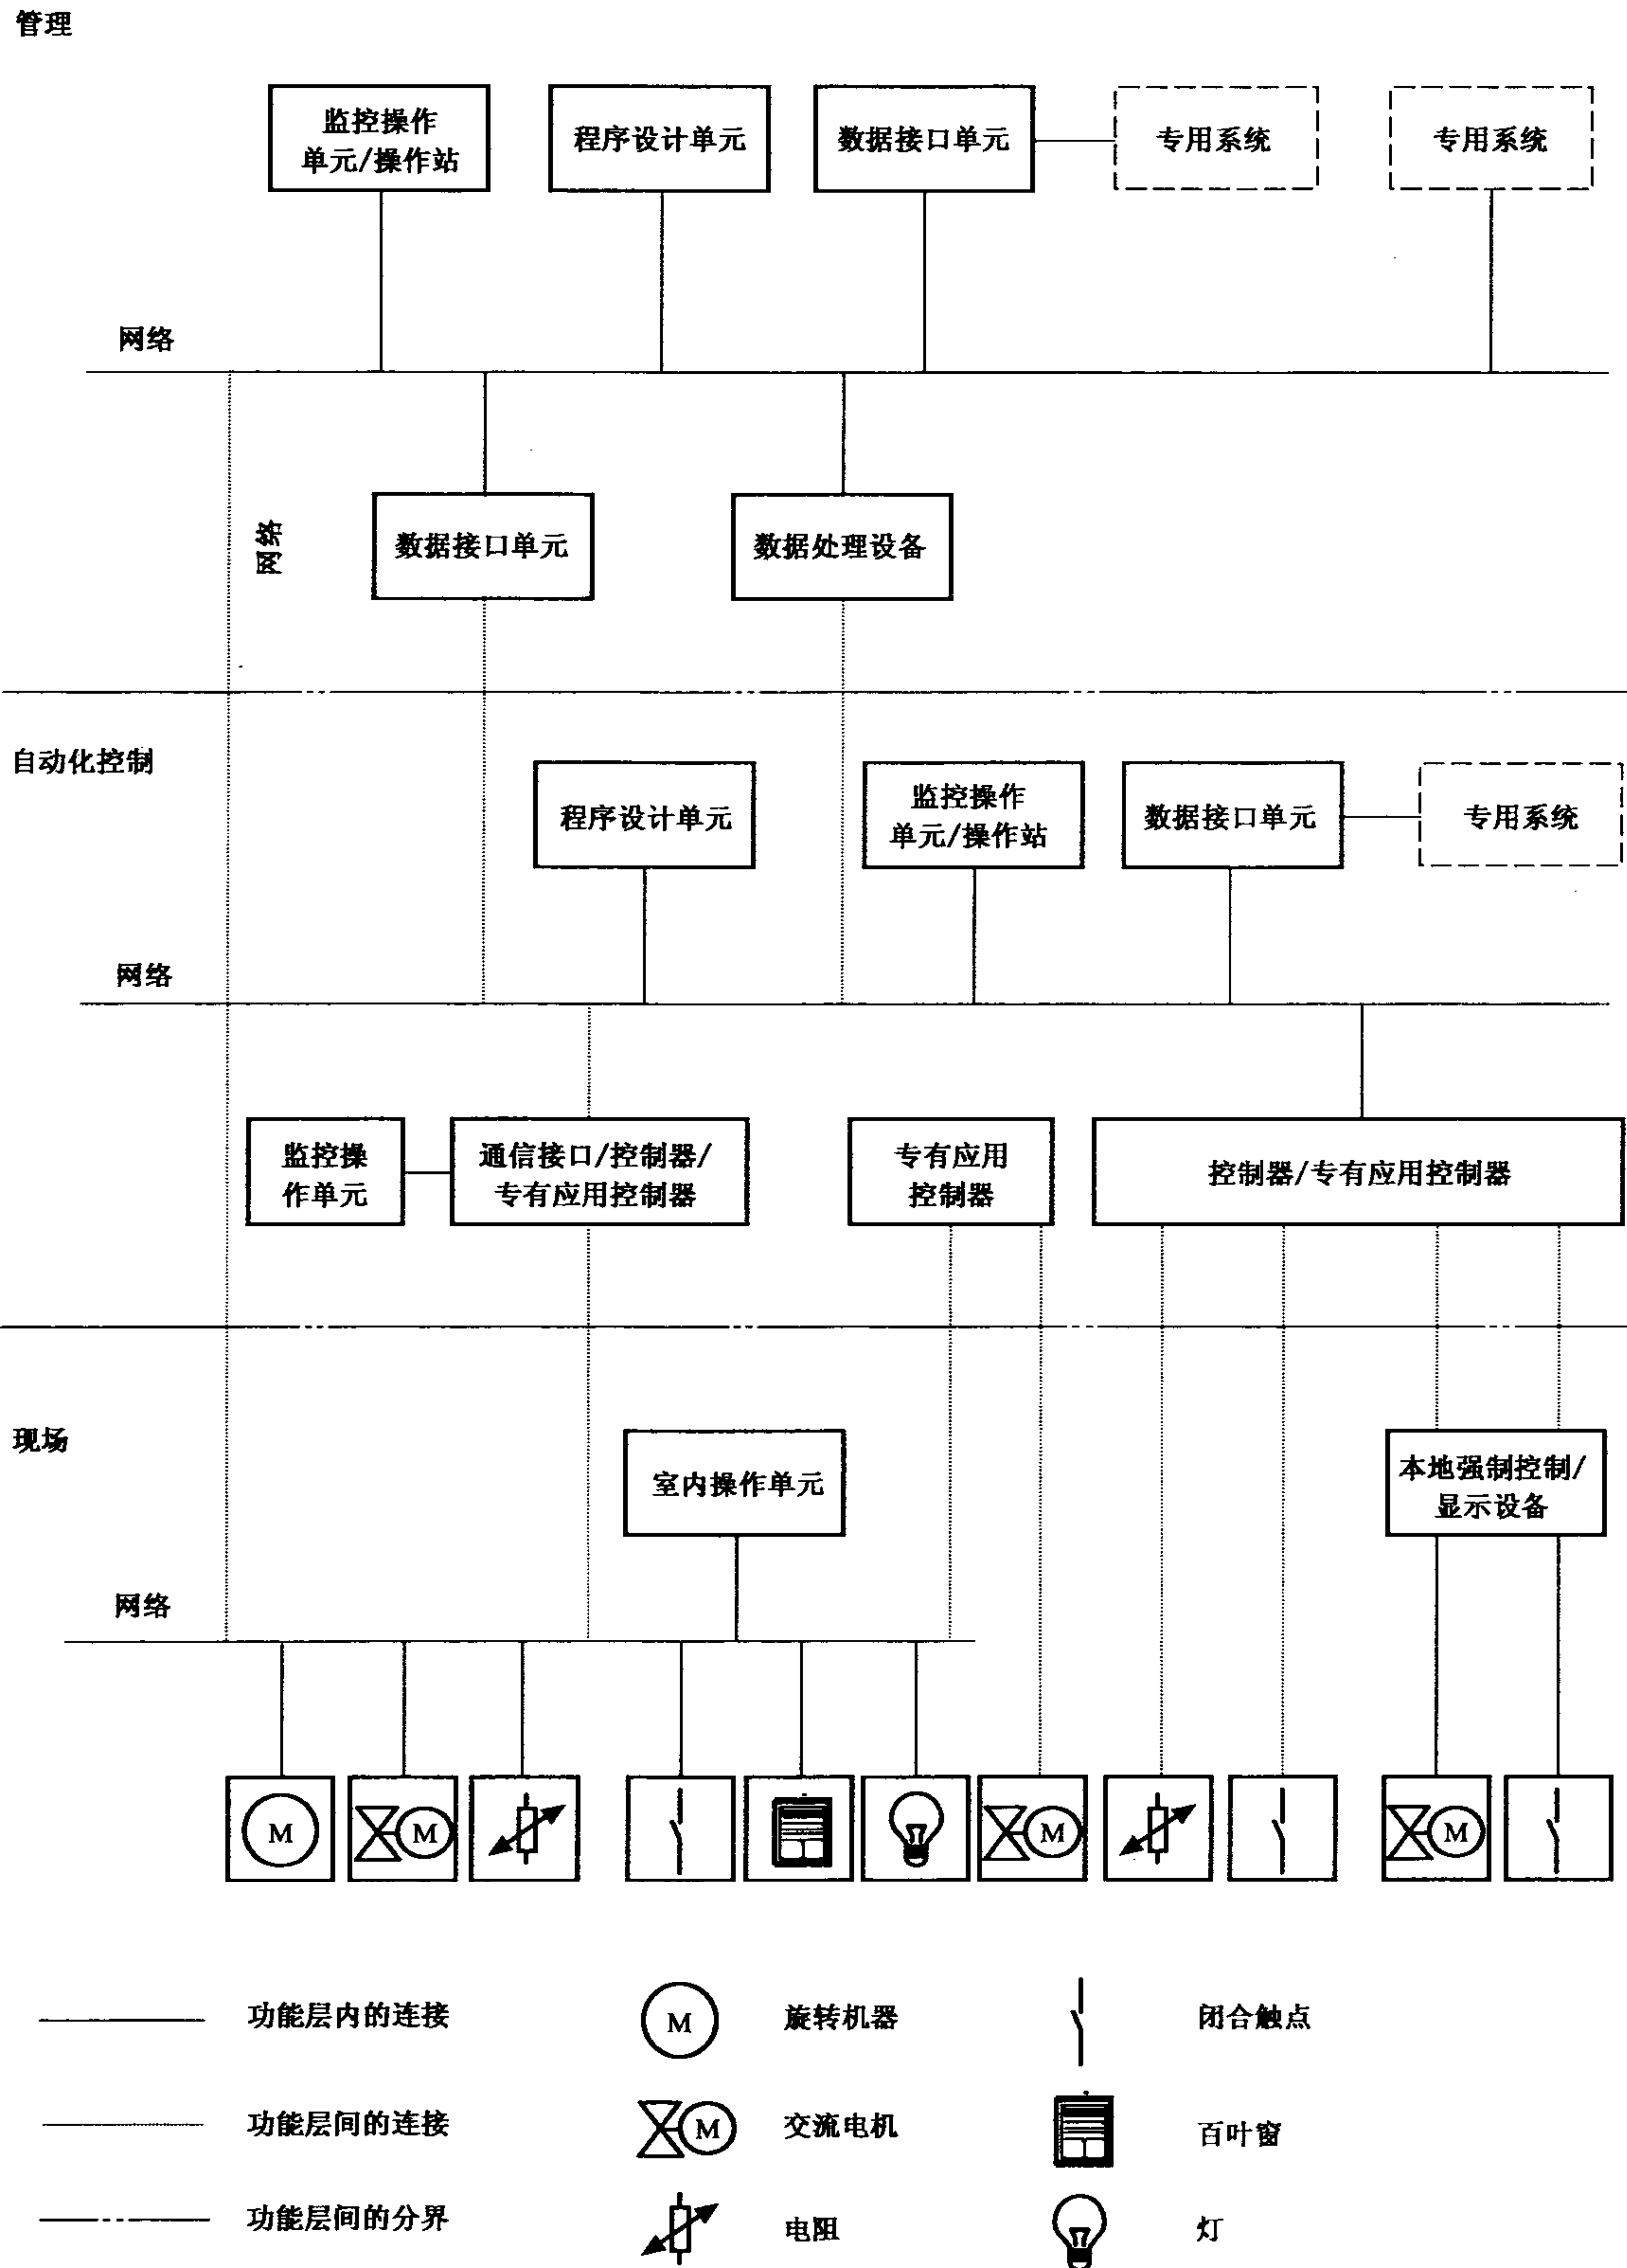 管理
监控操作
单元/操作站
程序设计单元
数据接口单元
专用系统
专用系统
网络
网络
数据接口单元
数据处理设备
自动化控制
程序设计单元
监控操作
单元/操作站
数据接口单元
专用系统
网络
监控操
作单元
通信接口/控制器/
专有应用控制器
专有应用
控制器
控制器/专有应用控制器
现场
室内操作单元
本地强制控制/
显示设备
网络
M
M
M
M
功能层内的连接
M
旋转机器
闭合触点
功能层间的连接
M
交流电机
百叶窗
功能层间的分界
电阻
灯